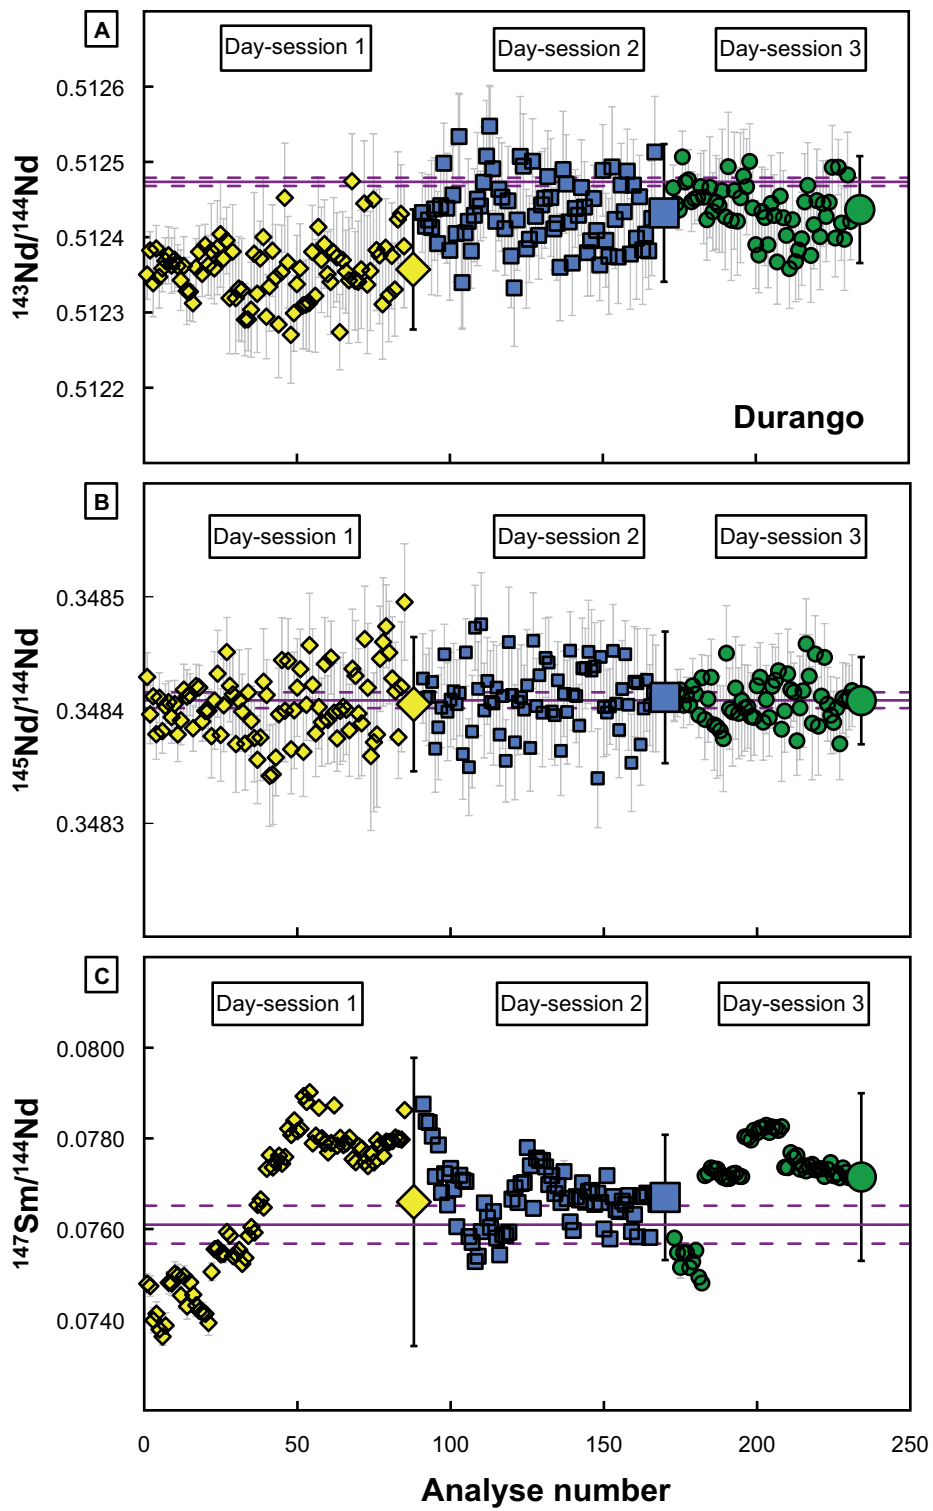 A
Day-session 1
Day-session 2
Day-session 3
0.5126
0.5125
0.5124
0.5123
0.5122
143Nd/144Nd
Durango
B
Day-session 1
Day-session 2
Day-session 3
0.3485
0.3484
0.3483
145Nd/144Nd
C
Day-session 1
Day-session 2
Day-session 3
0.0800
0.0780
0.0760
0.0740
147Sm/144Nd
0 50 100 150 200 250
Analyse number